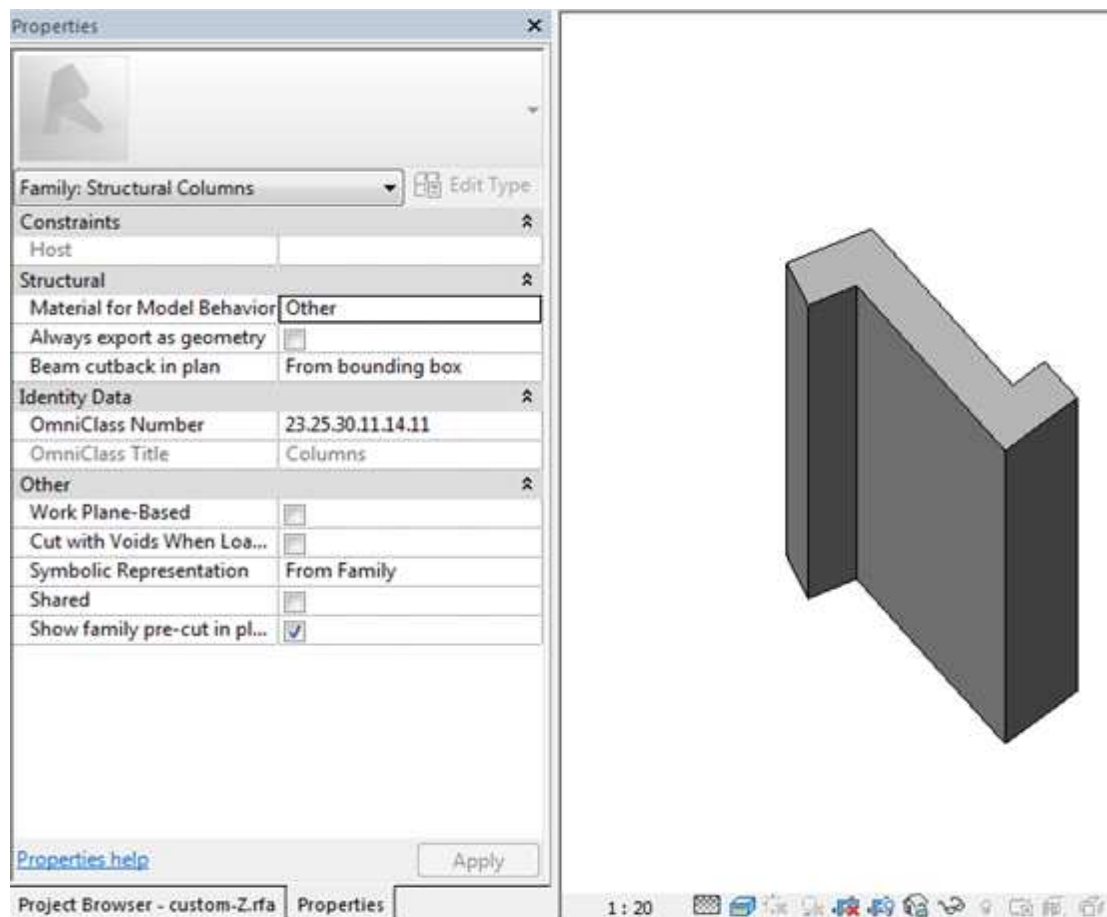 Properties
Family: Structural Columns
Edit Type
Constraints
Host
Structural
Material for Model Behavior Other
Always export as geometry
Beam cutback in plan From bounding box
Identity Data
OmniClass Number 23.25.30.11.14.11
OmniClass Title Columns
Other
Work Plane-Based
Cut with Voids When Loa...
Symbolic Representation From Family
Shared
Show family pre-cut in pl...
Properties help
Apply
Project Browser - custom-Z.rfa Properties
1 : 20